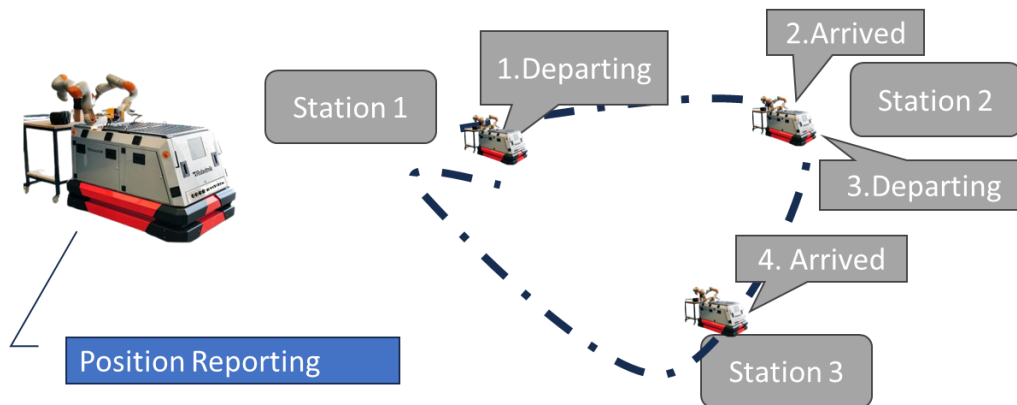 2.Arrived
1.Departing
Station 1
Station 2
3.Departing
4. Arrived
Position Reporting
Station 3